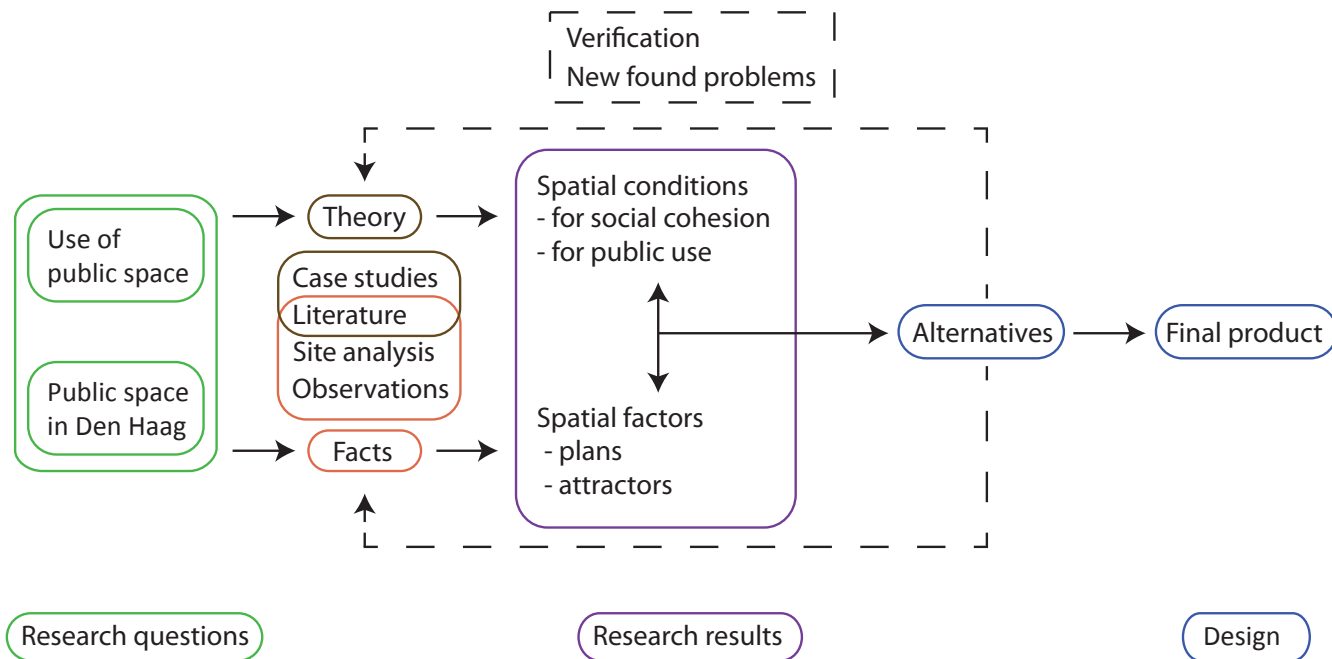 Verification
New found problems
Use of
public space
Public space
in Den Haag
Theory
Case studies
Literature
Site analysis
Observations
Facts
Spatial conditions
- for social cohesion
- for public use
Spatial factors
- plans
- attractors
Alternatives
Final product
Research questions
Research results
Design